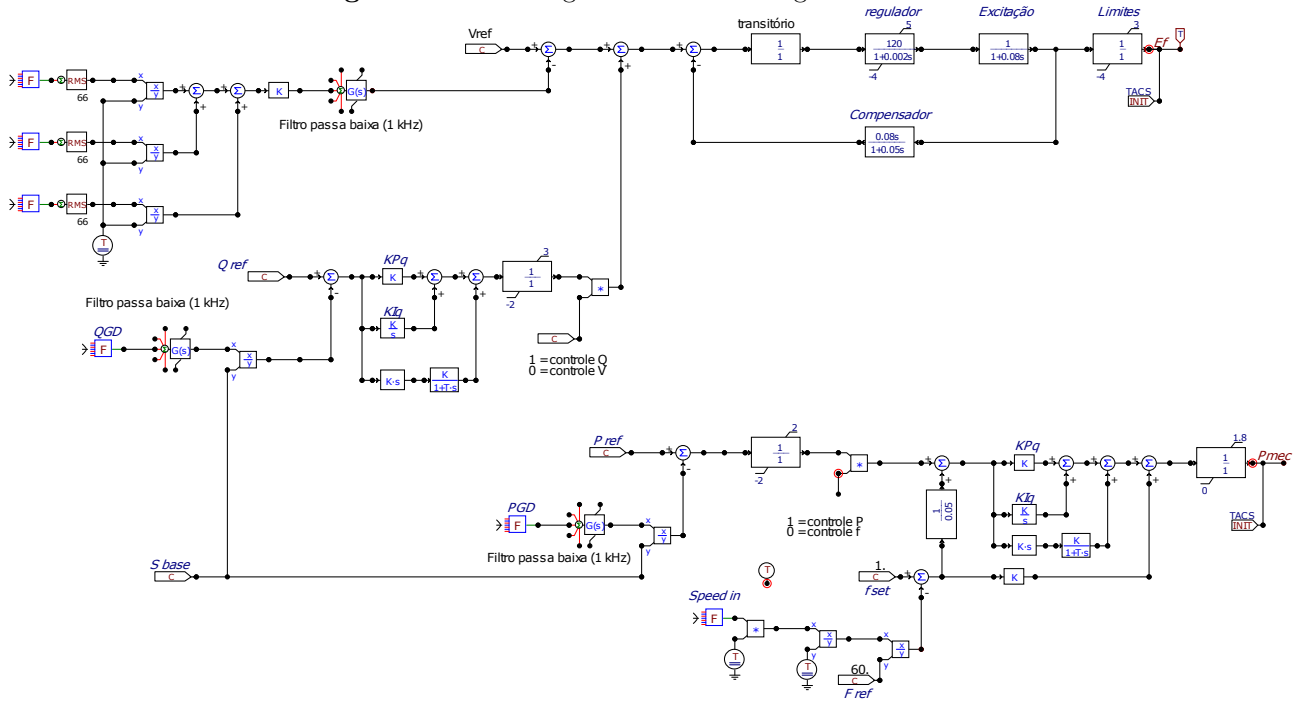 Vref
C
transitório
1
1
regulador
5
120
1+0.002s
-4
Excitação
1
1+0.08s
Limites
3
1
1
-4
Ef
T
TACS
INIT
Compensador
0.08s
1+0.05s
F
RMS
66
x
y
x
y
F
RMS
66
x
y
x
y
F
RMS
66
x
y
x
y
T
K
G(s)
Filtro passa baixa (1 kHz)
Q ref
C
KPq
K
KIq
K
s
K·s
K
1+T·s
3
1
1
-2
*
C
1 =controle Q
0 =controle V
Filtro passa baixa (1 kHz)
QGD
F
G(s)
x
y
x
y
P ref
C
2
1
1
-2
*
1 =controle P
0 =controle f
PGD
F
G(s)
x
y
x
y
Filtro passa baixa (1 kHz)
S base
C
1
0.05
KPq
K
KIq
K
s
K·s
K
1+T·s
1.8
1
1
0
Pmec
TACS
INIT
1.
C
f set
K
T
Speed in
F
*
T
x
y
x
y
T
x
y
x
y
60.
C
F ref